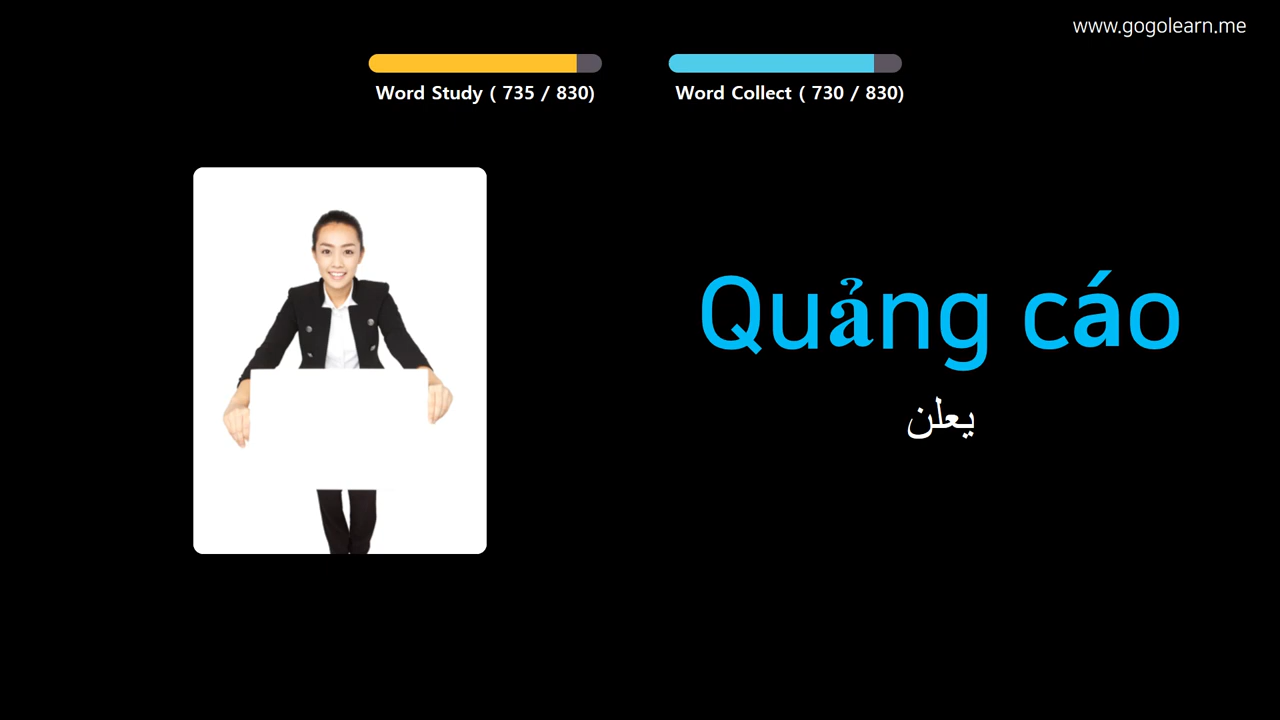 www.gogolearn.me
Word Study ( 735 / 830)
Word Collect ( 730 / 830)
Quảng cáo
يعلن